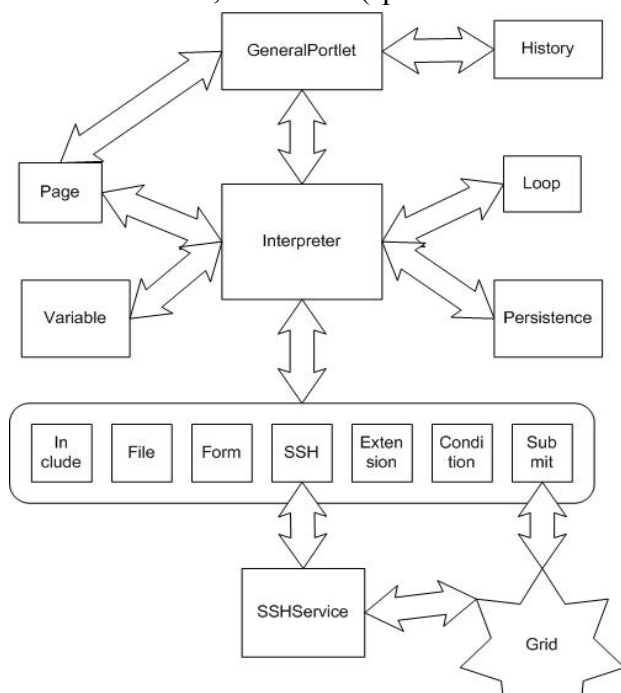 GeneralPortlet
History
Page
Loop
Interpreter
Variable
Persistence
In
clude
File
Form
SSH
Exten
sion
Condi
tion
Sub
mit
SSHService
Grid